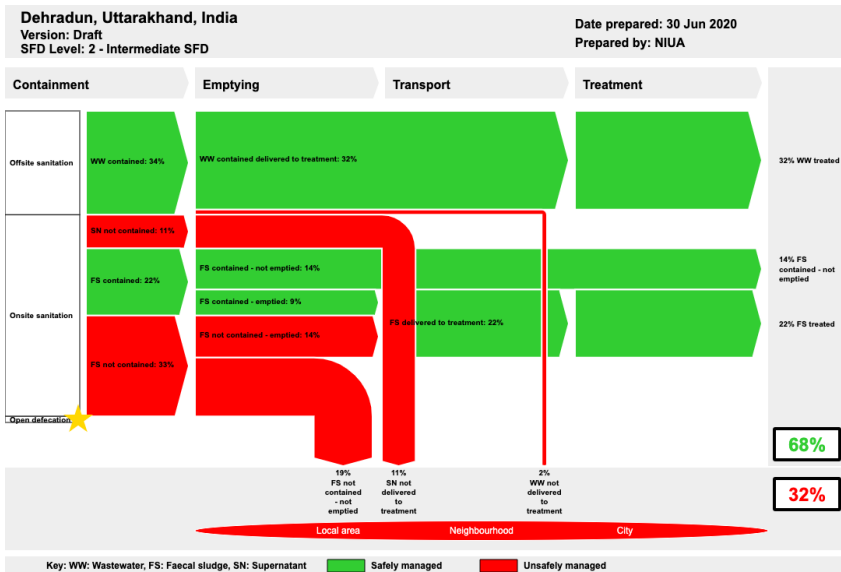 Dehradun, Uttarakhand, India
Version: Draft
SFD Level: 2 - Intermediate SFD
Date prepared: 30 Jun 2020
Prepared by: NIUA
Containment
Emptying
Transport
Treatment
Offsite sanitation
WW contained: 34%
WW contained delivered to treatment: 32%
32% WW treated
SN not contained: 11%
FS contained: 22%
FS contained - not emptied: 14%
14% FS
contained - not
emptied
Onsite sanitation
FS contained - emptied: 9%
FS not contained - emptied: 14%
FS delivered to treatment: 22%
22% FS treated
FS not contained: 33%
Open defecation
68%
19%
FS not
contained
- not
emptied
11%
SN not
delivered
to
treatment
2%
WW not
delivered
to
treatment
32%
Local area
Neighbourhood
City
Key: WW: Wastewater, FS: Faecal sludge, SN: Supernatant
Safely managed
Unsafely managed